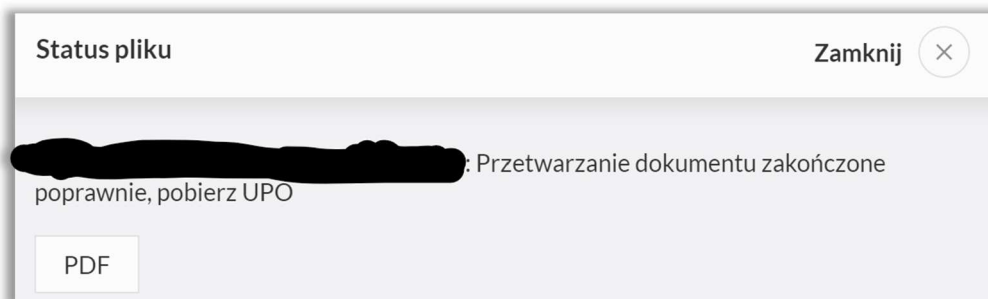 Status pliku
Zamknij
: Przetwarzanie dokumentu zakończone
poprawnie, pobierz UPO
PDF